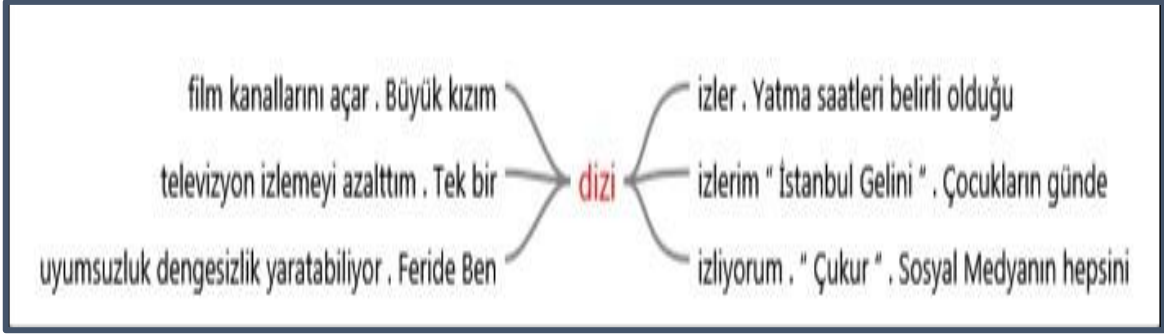 film kanallarını açar . Büyük kızım
televizyon izlemeyi azalttım . Tek bir
uyumsuzluk dengesizlik yaratabiliyor . Feride Ben
dizi
izler . Yatma saatleri belirli olduğu
izlerim " İstanbul Gelini " . Çocukların günde
izliyorum . " Çukur " . Sosyal Medyanın hepsini